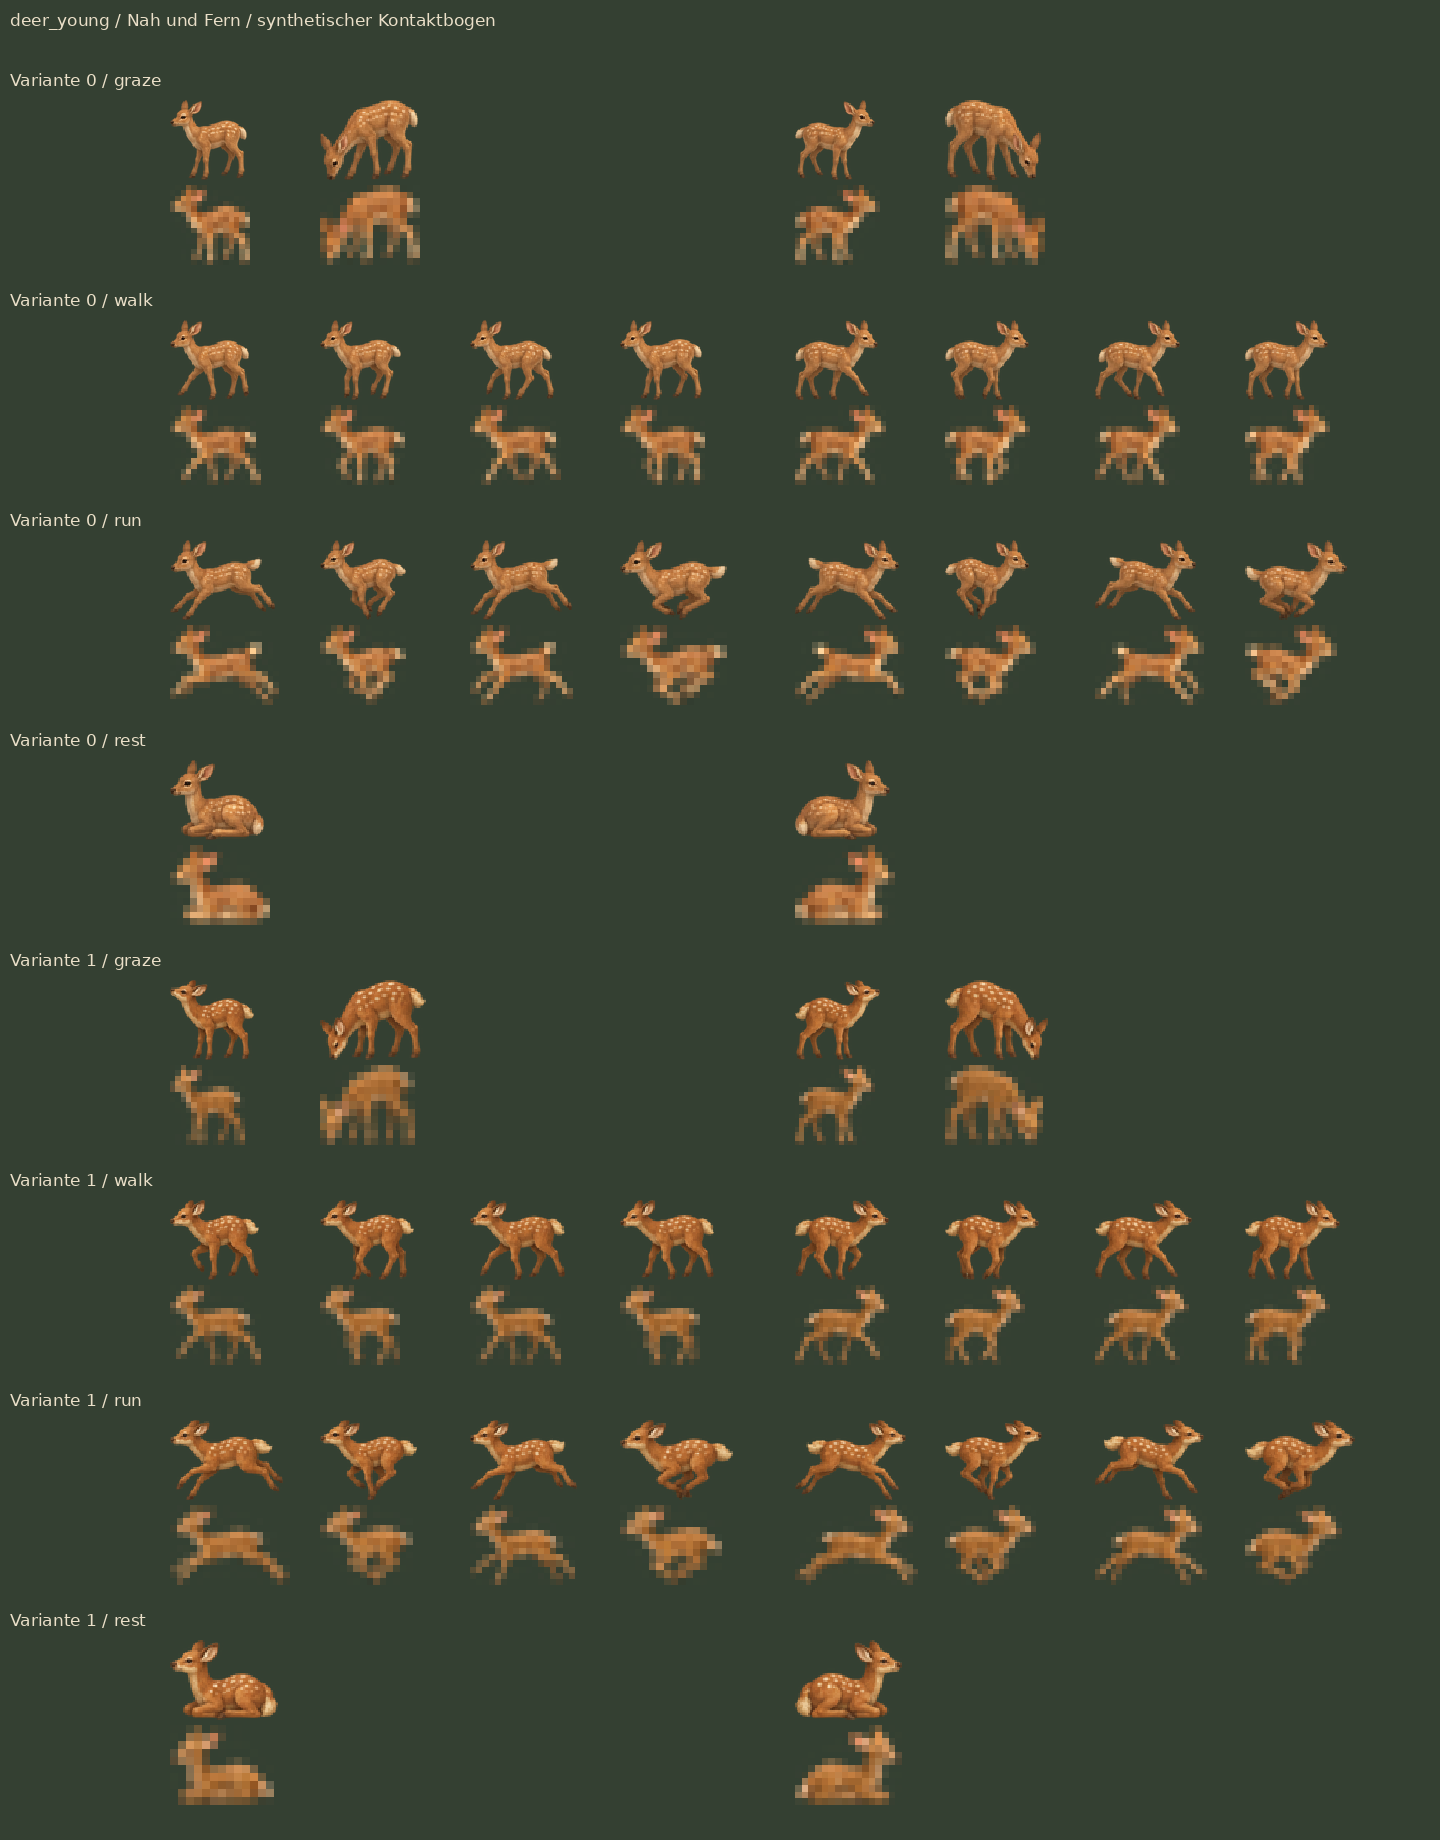 deer_young / Nah und Fern / synthetischer Kontaktbogen
Variante 0 / graze
Variante 0 / walk
Variante 0 / run
Variante 0 / rest
Variante 1 / graze
Variante 1 / walk
Variante 1 / run
Variante 1 / rest